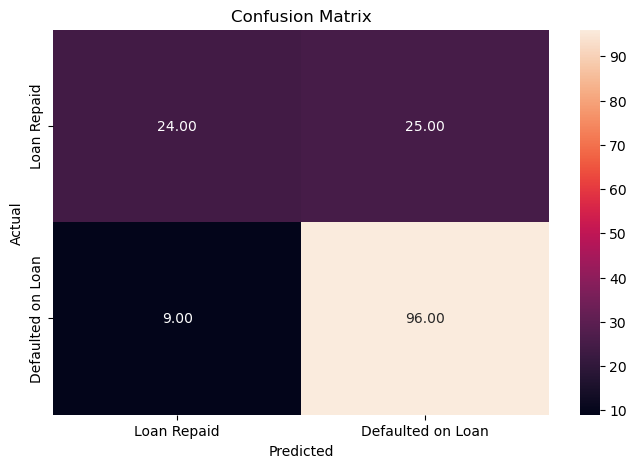 Confusion Matrix
Actual
Loan Repaid
24.00
25.00
Defaulted on Loan
9.00
96.00
Loan Repaid
Defaulted on Loan
Predicted
90
80
70
60
50
40
30
20
10